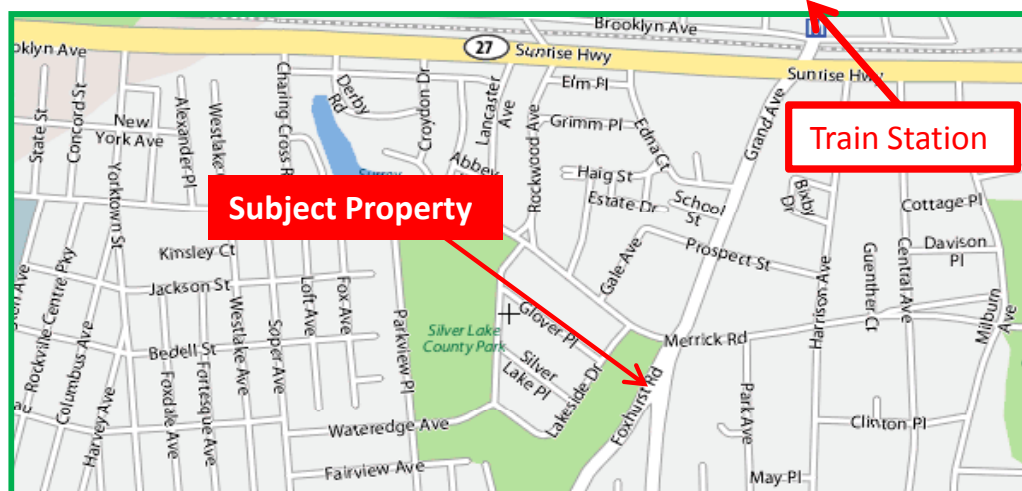 Brooklyn Ave
oklyn Ave
27
Sunrise Hwy
Sunrise Hwy
Train Station
State St
Concord St
New
York Ave
Alexander Pl
Westlake
Charing Cross R
Derby
Rd
Croydon Cr
Lancaster
Ave
Rockwood Ave
Elm Pl
Grimm Pl
Edna Ct
Grand Ave
Abbey
Haig St
Estate Dr
School
St
Bixby
Dr
Cottage Pl
Yorktown St
Subject Property
Kinsley Ct
Gale Ave
Prospect St
Harrison Ave
Guenther Ct
Central Ave
Davison
Pl
Jackson St
Loft Ave
Fox Ave
Rockville Centre Pky
Columbus Ave
Harvey Ave
Bedell St
Foxdale Ave
Fortesque Ave
Westlake Ave
Soper Ave
Parkview Pl
Silver Lake
County Park
Glover Pl
Silver
Lake Pl
Lakeside Dr
Merrick Rd
Millburn
Ave
Foxhurst Rd
Park Ave
Clinton Pl
Wateredge Ave
Fairview Ave
May Pl